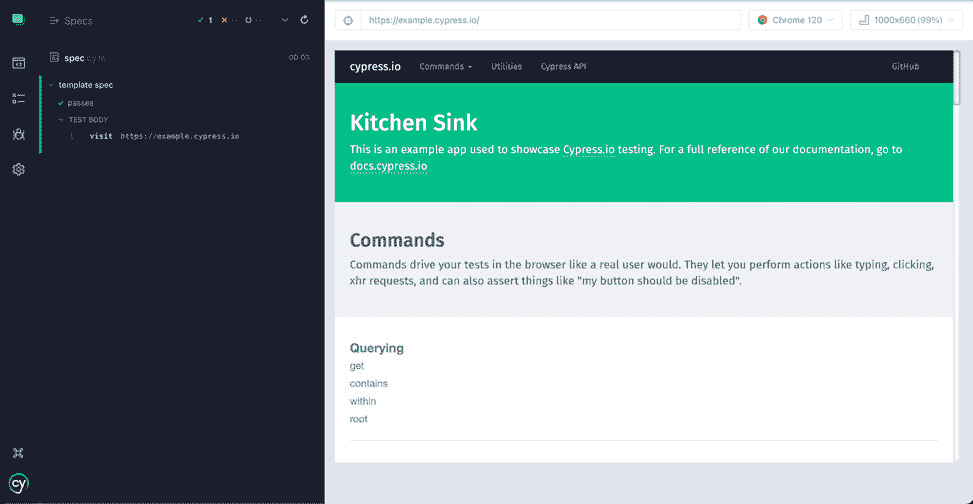 Specs
1
--
--
spec.cy.ts
00:03
template spec
passes
TEST BODY
1 visit https://example.cypress.io
cy
https://example.cypress.io/
Chrome 120
1000x660 (99%)
cypress.io
Commands
Utilities
Cypress API
GitHub
Kitchen Sink
This is an example app used to showcase Cypress.io testing. For a full reference of our documentation, go to
docs.cypress.io
Commands
Commands drive your tests in the browser like a real user would. They let you perform actions like typing, clicking,
xhr requests, and can also assert things like "my button should be disabled".
Querying
get
contains
within
root